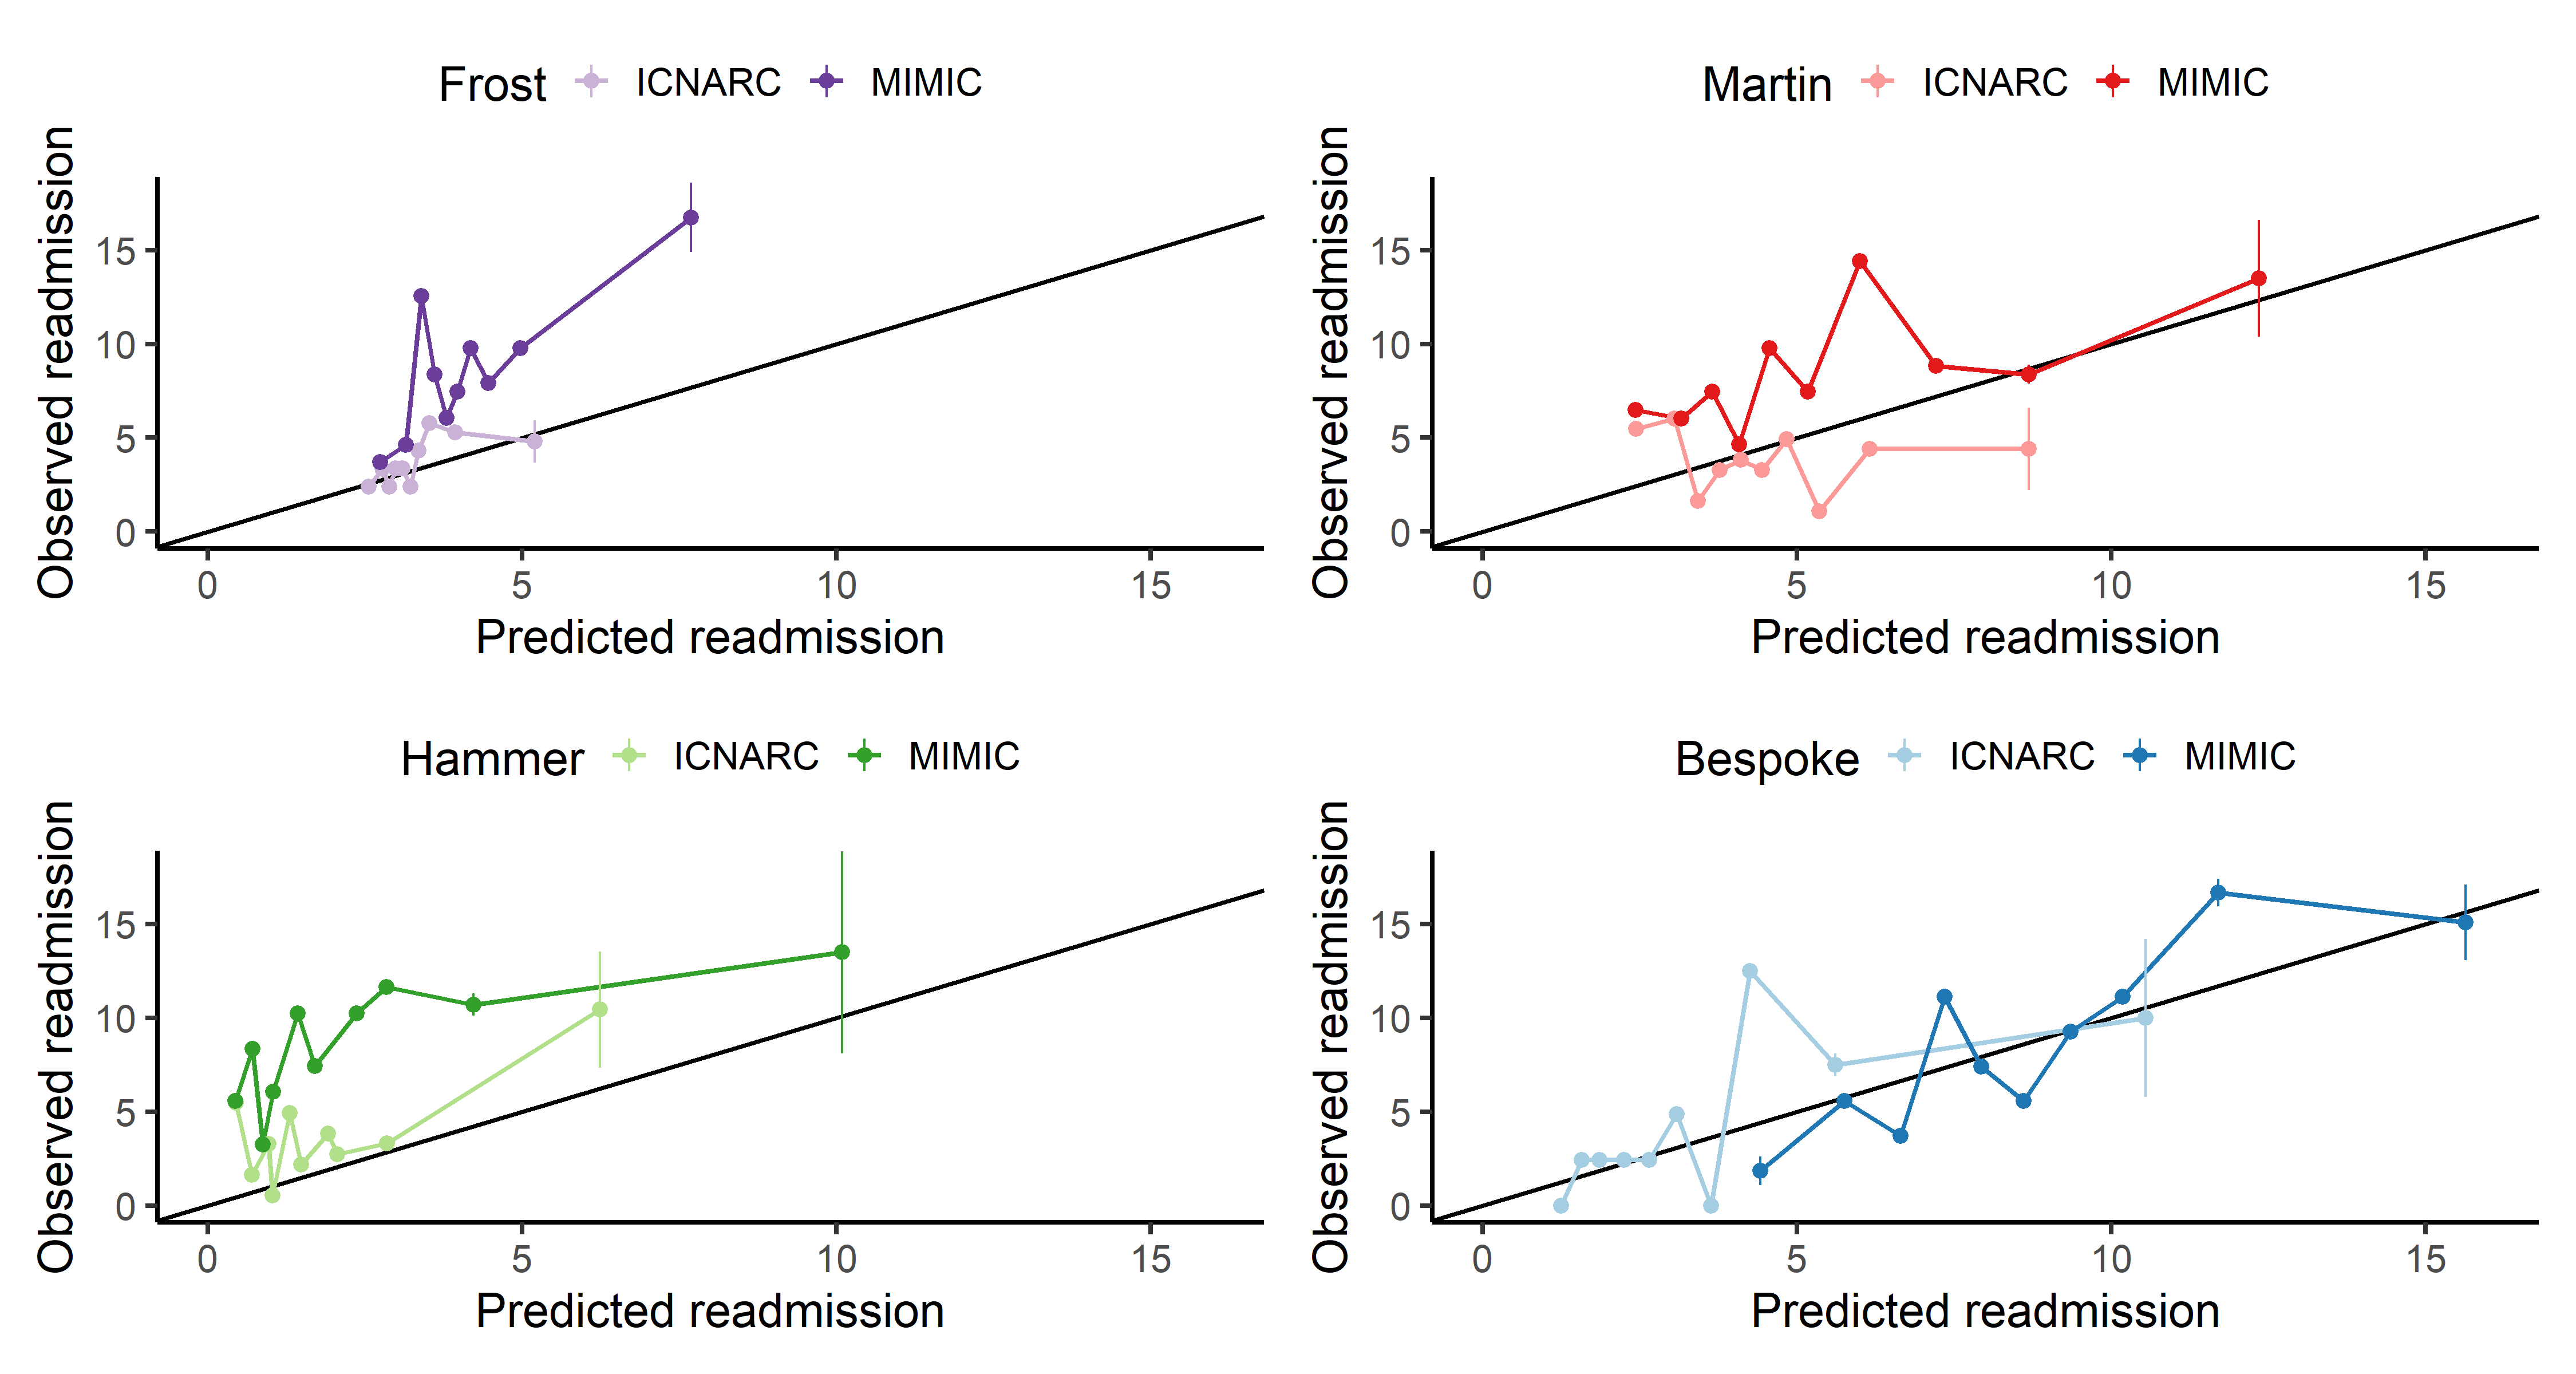 Frost ICNARC MIMIC
Observed readmission
15
10
5
0
0 5 10 15
Predicted readmission
Martin ICNARC MIMIC
Observed readmission
15
10
5
0
0 5 10 15
Predicted readmission
Hammer ICNARC MIMIC
Observed readmission
15
10
5
0
0 5 10 15
Predicted readmission
Bespoke ICNARC MIMIC
Observed readmission
15
10
5
0
0 5 10 15
Predicted readmission